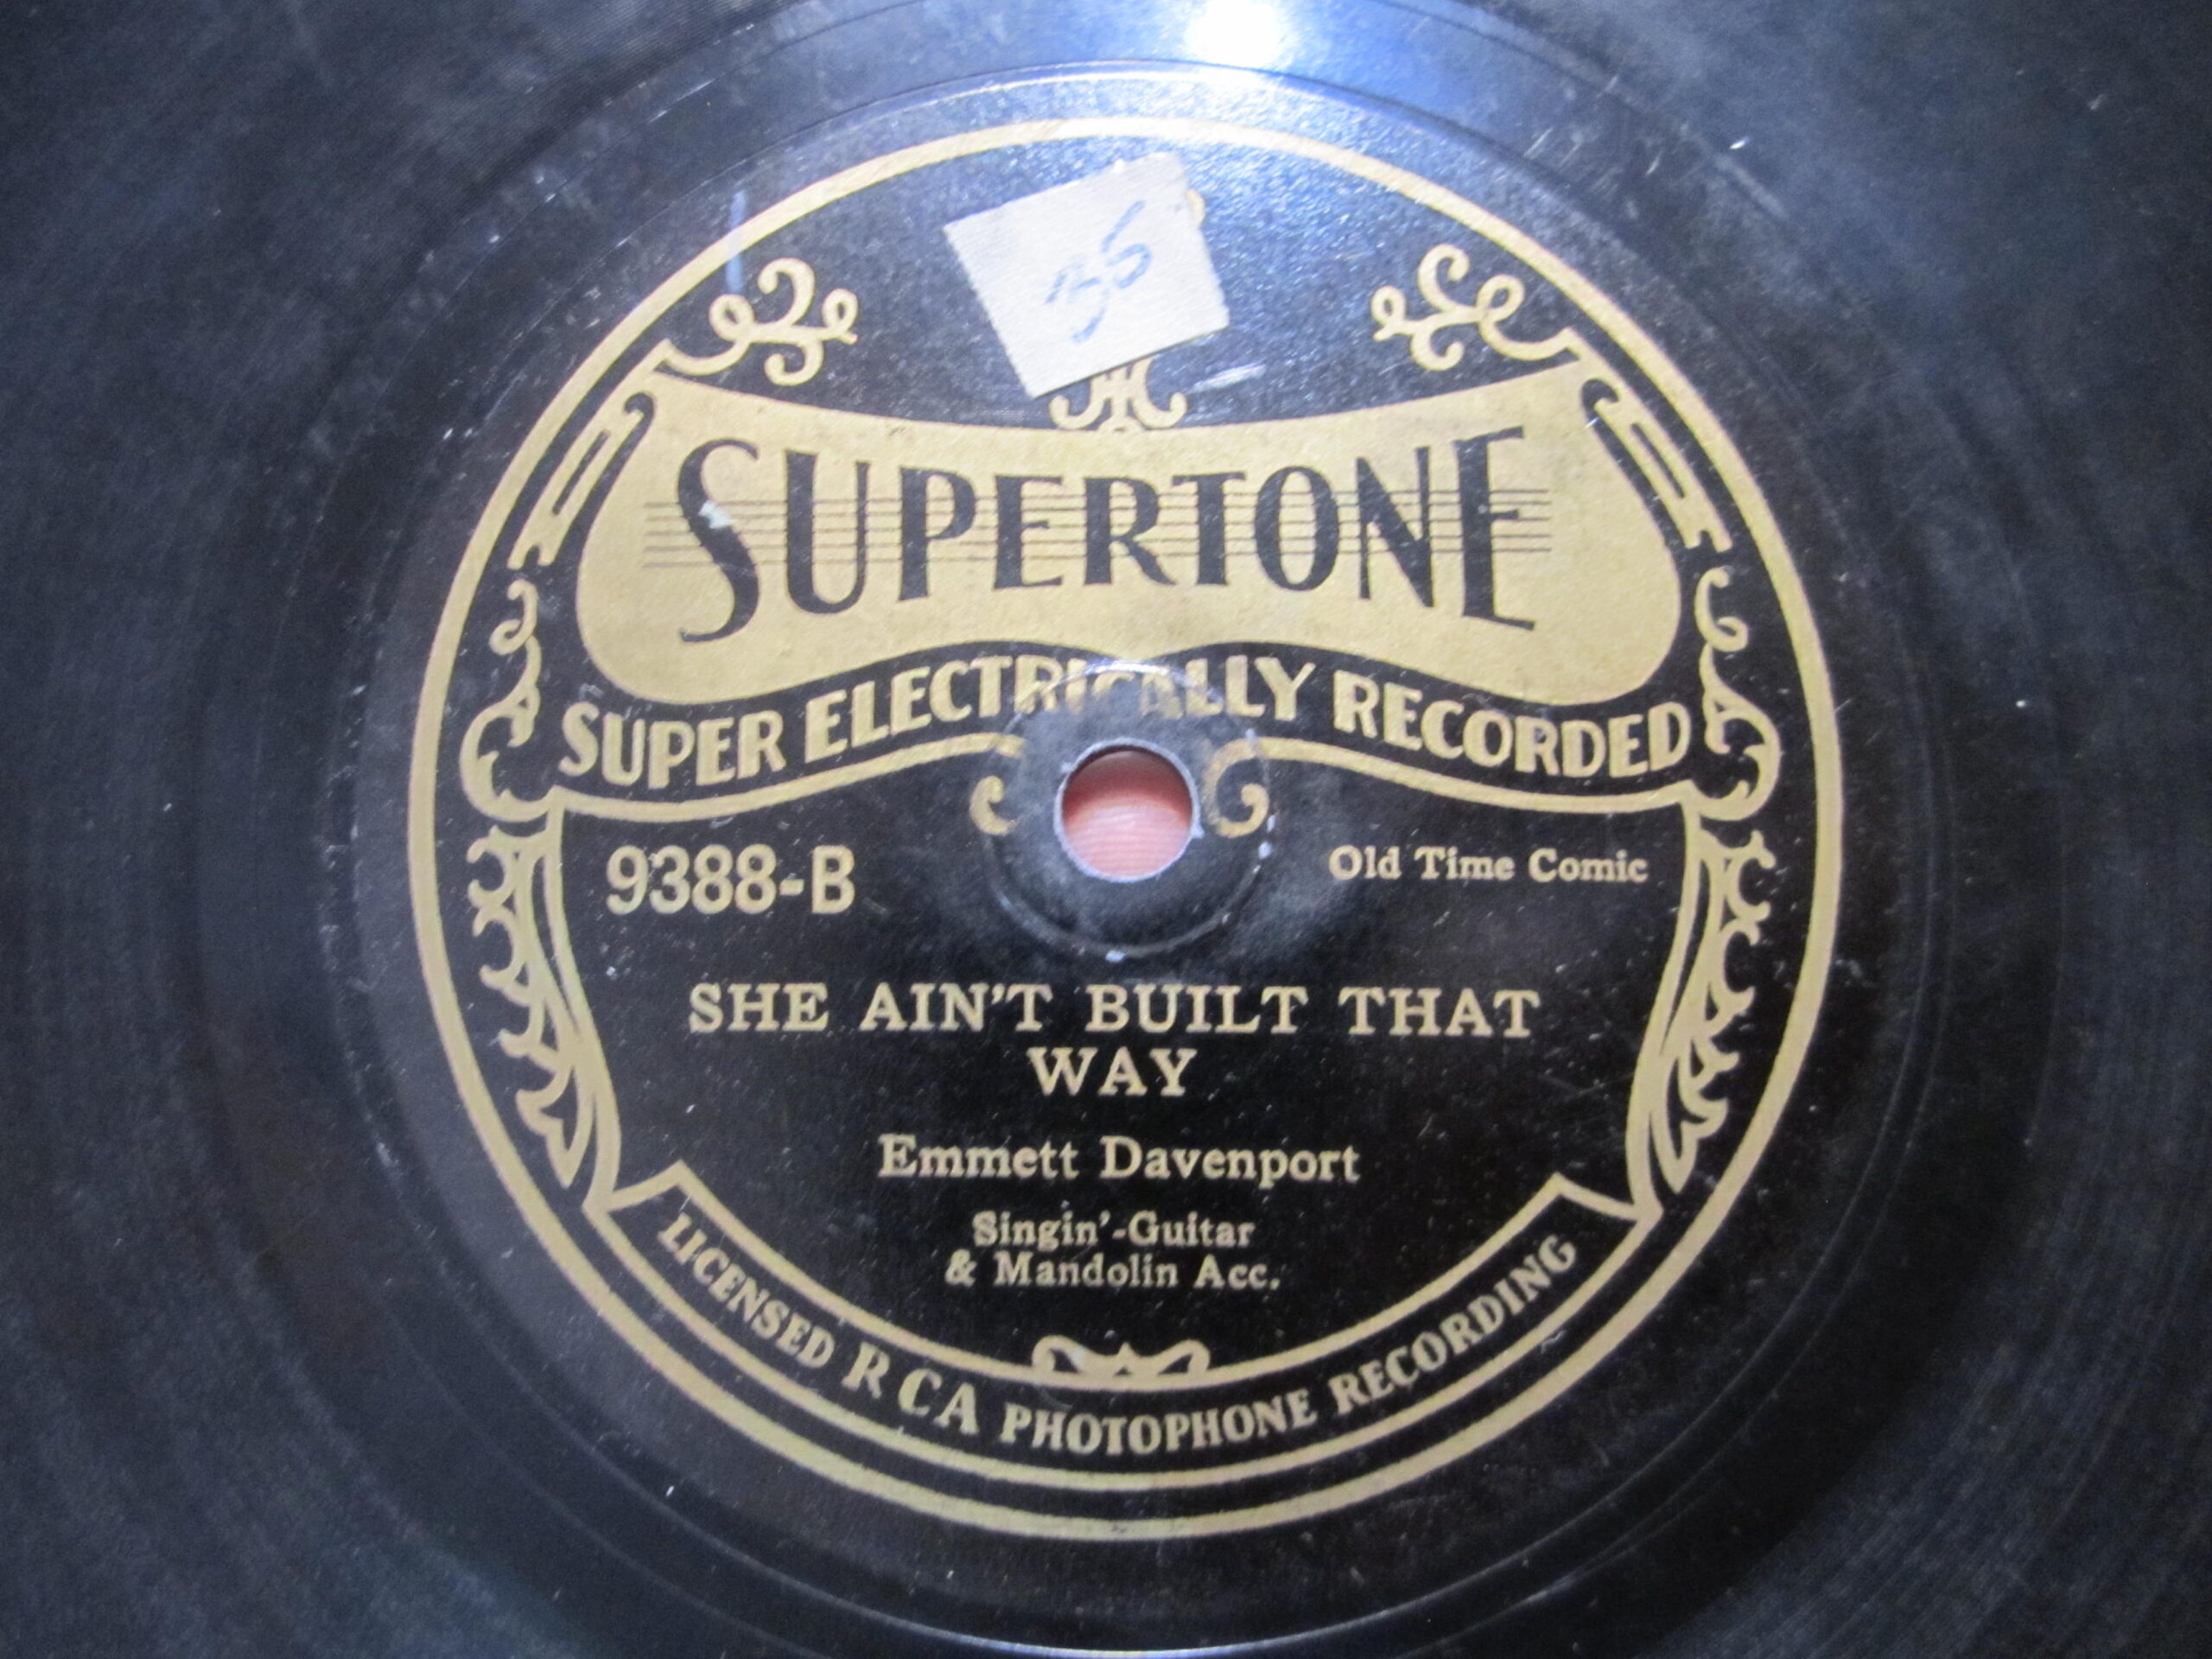 35
SUPERTONE
SUPER ELECTRICALLY RECORDED
9388-B
Old Time Comic
SHE AIN'T BUILT THAT
WAY
Emmett Davenport
Singin'-Guitar
& Mandolin Acc.
LICENSED RCA PHOTOPHONE RECORDING